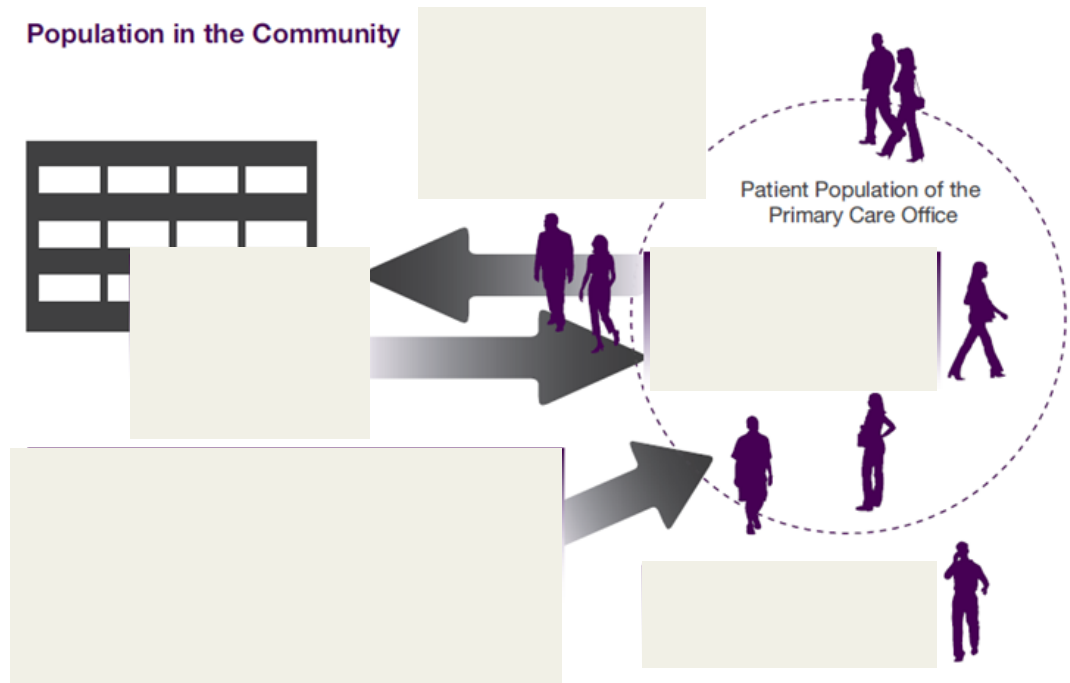 Population in the Community
Patient Population of the
Primary Care Office